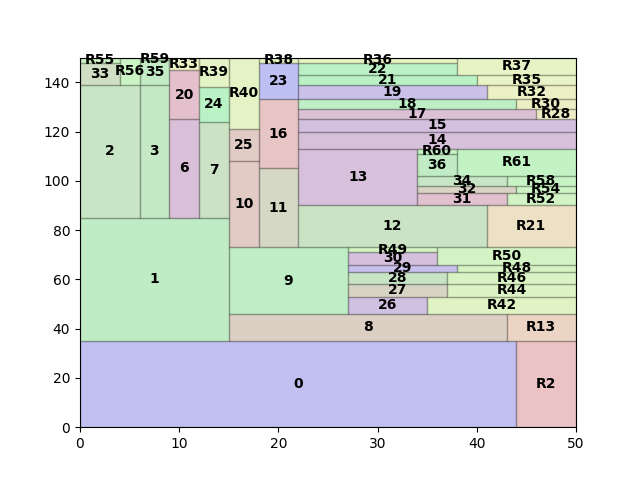 R55 R59 R38 R36
33 R56 35 R33 R39 22 R37
140 23 21 R35
20 R40 19 R32
24 18 R30
17 R28
120 16 15
25 14
2 3 R60
6 7 36 R61
100 13 34 R58
10 32 R54
11 31 R52
80 12 R21
R49
30 R50
29 R48
60 1 9 28 R46
27 R44
26 R42
40 8 R13
20 0 R2
0
0 10 20 30 40 50